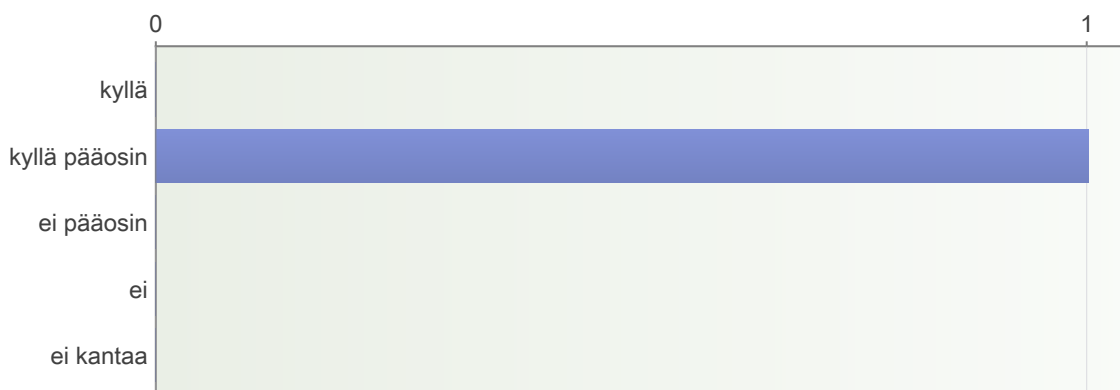 0 1
kyllä
kyllä pääosin
ei pääosin
ei
ei kantaa